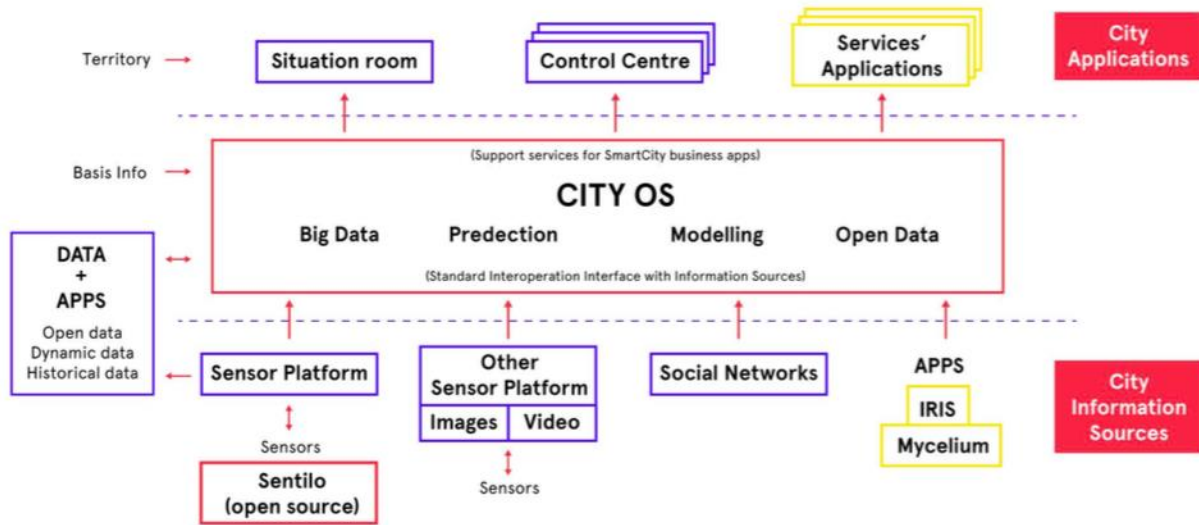 Territory
Situation room
Control Centre
Services'
Applications
City
Applications
Basis Info
(Support services for SmartCity business apps)
CITY OS
Big Data
Predection
Modelling
Open Data
(Standard Interoperation Interface with Information Sources)
DATA
+
APPS
Open data
Dynamic data
Historical data
Sensor Platform
Sensors
Sentilo
(open source)
Other
Sensor Platform
Images
Video
Sensors
Social Networks
APPS
IRIS
Mycelium
City
Information
Sources